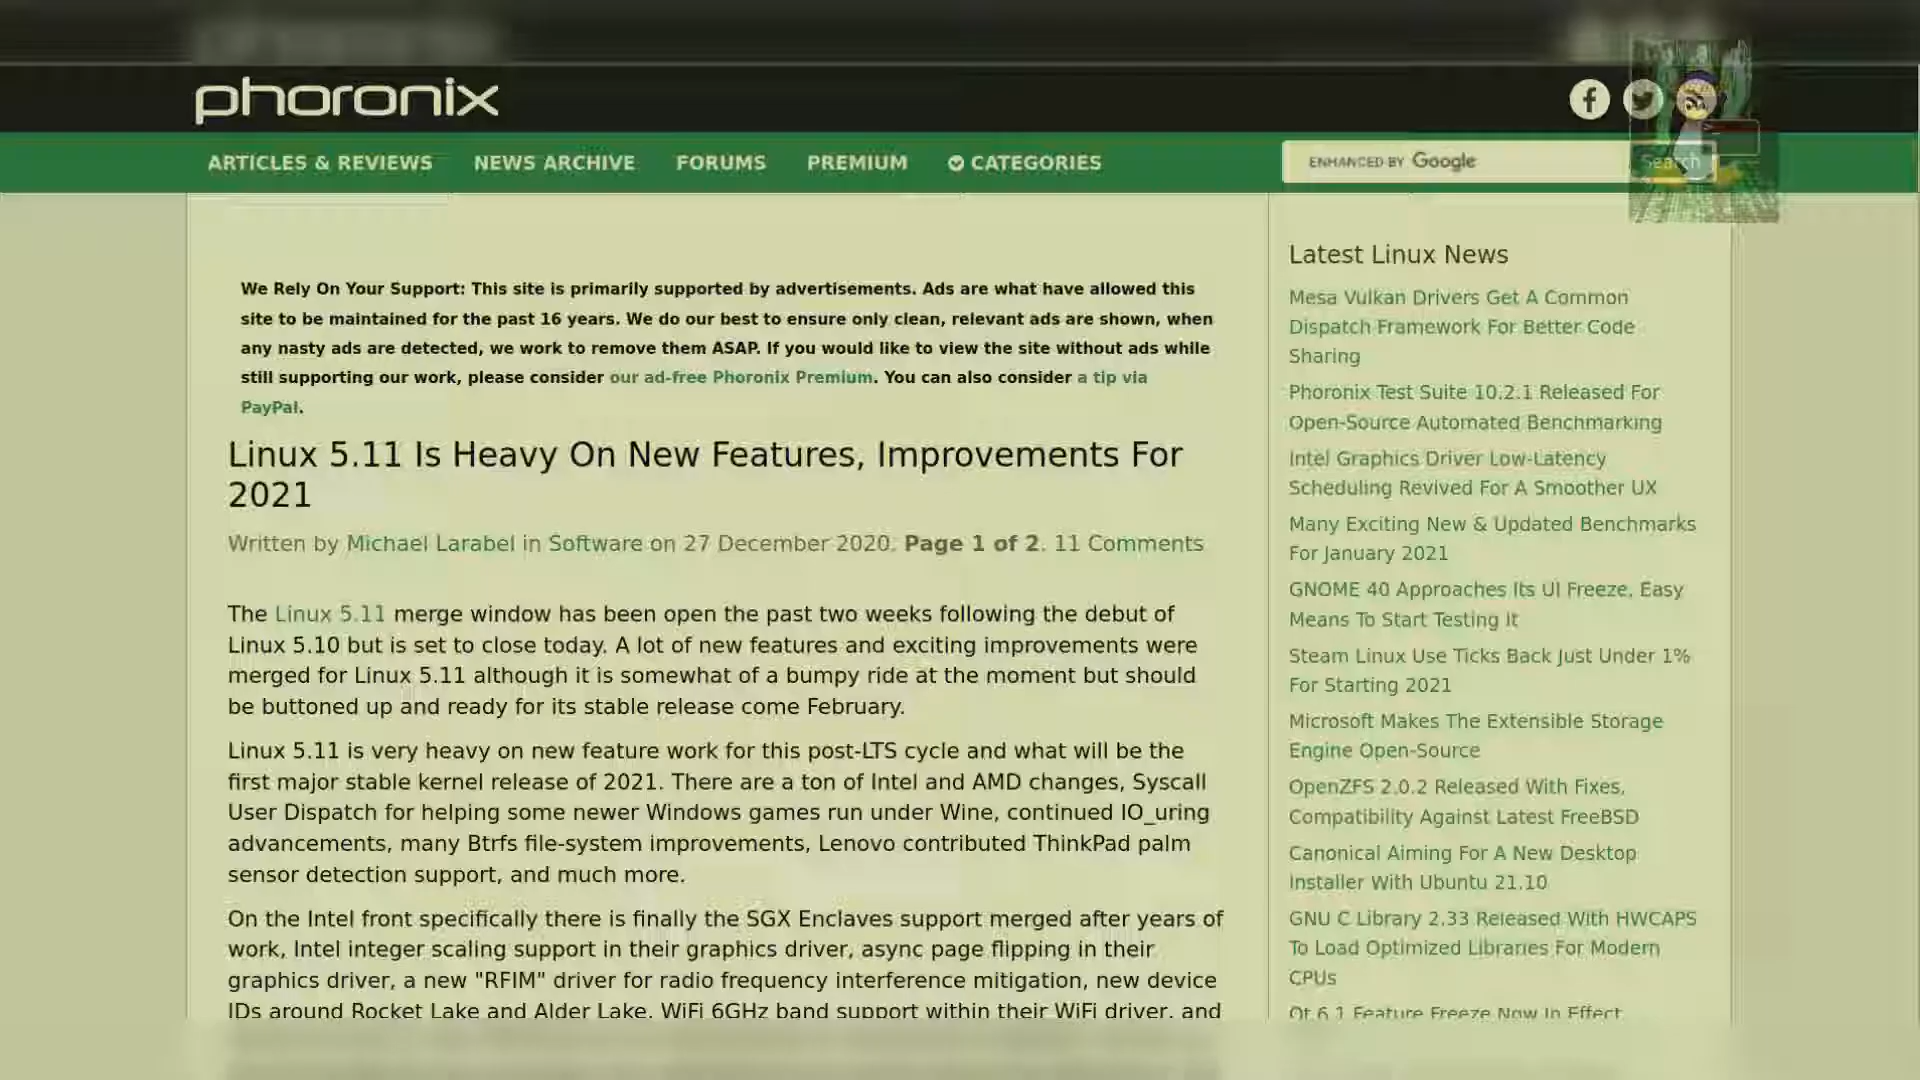 phoronix
ARTICLES & REVIEWS
NEWS ARCHIVE
FORUMS
PREMIUM
CATEGORIES
ENHANCED BY Google
Search
We Rely On Your Support: This site is primarily supported by advertisements. Ads are what have allowed this
site to be maintained for the past 16 years. We do our best to ensure only clean, relevant ads are shown, when
any nasty ads are detected, we work to remove them ASAP. If you would like to view the site without ads while
still supporting our work, please consider our ad-free Phoronix Premium. You can also consider a tip via
PayPal.
Linux 5.11 Is Heavy On New Features, Improvements For
2021
Written by Michael Larabel in Software on 27 December 2020. Page 1 of 2. 11 Comments
The Linux 5.11 merge window has been open the past two weeks following the debut of
Linux 5.10 but is set to close today. A lot of new features and exciting improvements were
merged for Linux 5.11 although it is somewhat of a bumpy ride at the moment but should
be buttoned up and ready for its stable release come February.
Linux 5.11 is very heavy on new feature work for this post-LTS cycle and what will be the
first major stable kernel release of 2021. There are a ton of Intel and AMD changes, Syscall
User Dispatch for helping some newer Windows games run under Wine, continued IO_uring
advancements, many Btrfs file-system improvements, Lenovo contributed ThinkPad palm
sensor detection support, and much more.
On the Intel front specifically there is finally the SGX Enclaves support merged after years of
work, Intel integer scaling support in their graphics driver, async page flipping in their
graphics driver, a new "RFIM" driver for radio frequency interference mitigation, new device
IDs around Rocket Lake and Alder Lake, WiFi 6GHz band support within their WiFi driver, and
Latest Linux News
Mesa Vulkan Drivers Get A Common
Dispatch Framework For Better Code
Sharing
Phoronix Test Suite 10.2.1 Released For
Open-Source Automated Benchmarking
Intel Graphics Driver Low-Latency
Scheduling Revived For A Smoother UX
Many Exciting New & Updated Benchmarks
For January 2021
GNOME 40 Approaches Its UI Freeze, Easy
Means To Start Testing It
Steam Linux Use Ticks Back Just Under 1%
For Starting 2021
Microsoft Makes The Extensible Storage
Engine Open-Source
OpenZFS 2.0.2 Released With Fixes,
Compatibility Against Latest FreeBSD
Canonical Aiming For A New Desktop
Installer With Ubuntu 21.10
GNU C Library 2.33 Released With HWCAPS
To Load Optimized Libraries For Modern
CPUs
Qt 6.1 Feature Freeze Now In Effect